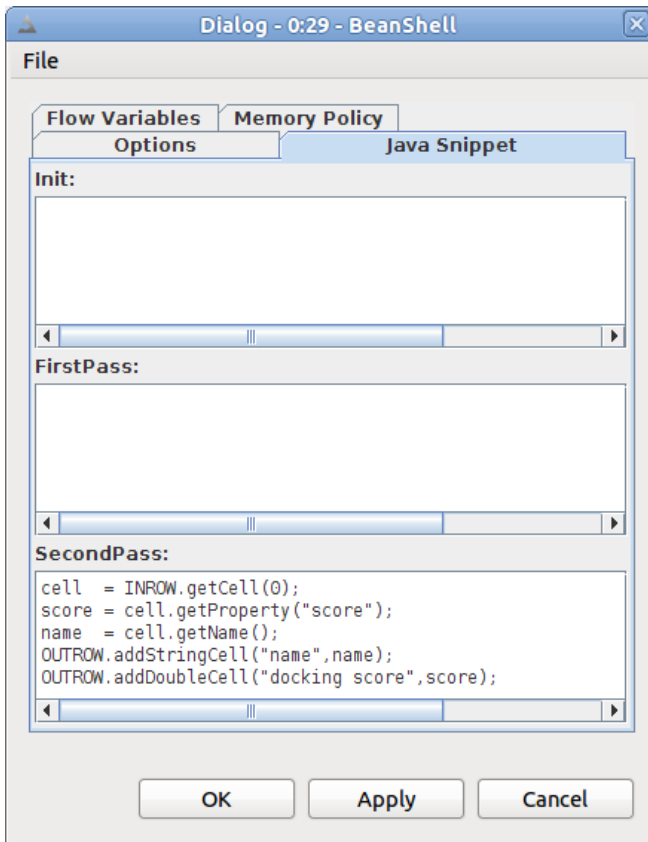 Dialog - 0:29 - BeanShell
File
Flow Variables Memory Policy
Options Java Snippet
Init:
FirstPass:
SecondPass:
cell  = INROW.getCell(0);
score = cell.getProperty("score");
name  = cell.getName();
OUTROW.addStringCell("name",name);
OUTROW.addDoubleCell("docking score",score);
OK Apply Cancel